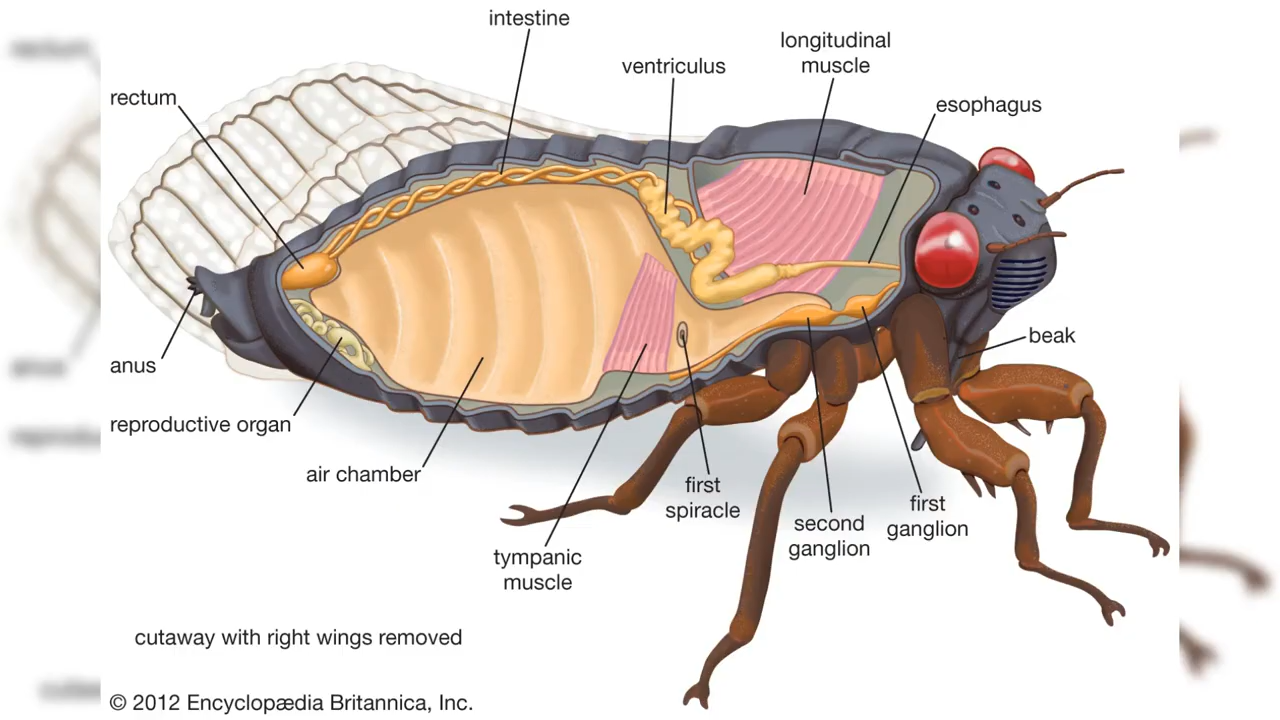 intestine
longitudinal
muscle
ventriculus
rectum
esophagus
beak
anus
reproductive organ
air chamber
first
spiracle
first
ganglion
second
ganglion
tympanic
muscle
cutaway with right wings removed
© 2012 Encyclopædia Britannica, Inc.